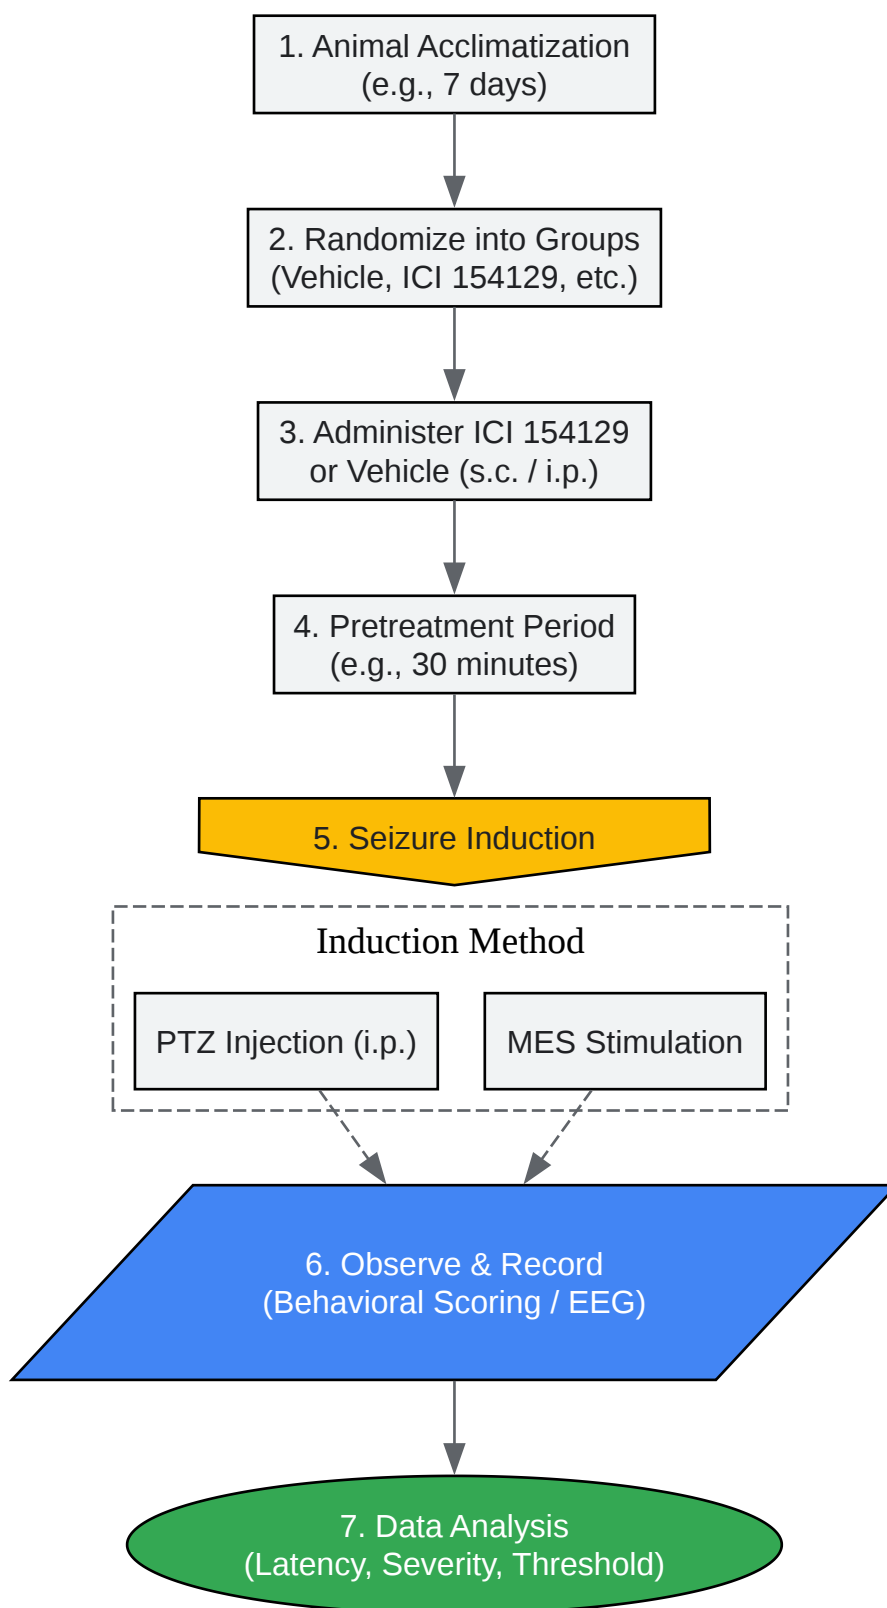 1. Animal Acclimatization
(e.g., 7 days)
2. Randomize into Groups
(Vehicle, ICI 154129, etc.)
3. Administer ICI 154129
or Vehicle (s.c. / i.p.)
4. Pretreatment Period
(e.g., 30 minutes)
5. Seizure Induction
Induction Method
PTZ Injection (i.p.)
MES Stimulation
6. Observe & Record
(Behavioral Scoring / EEG)
7. Data Analysis
(Latency, Severity, Threshold)